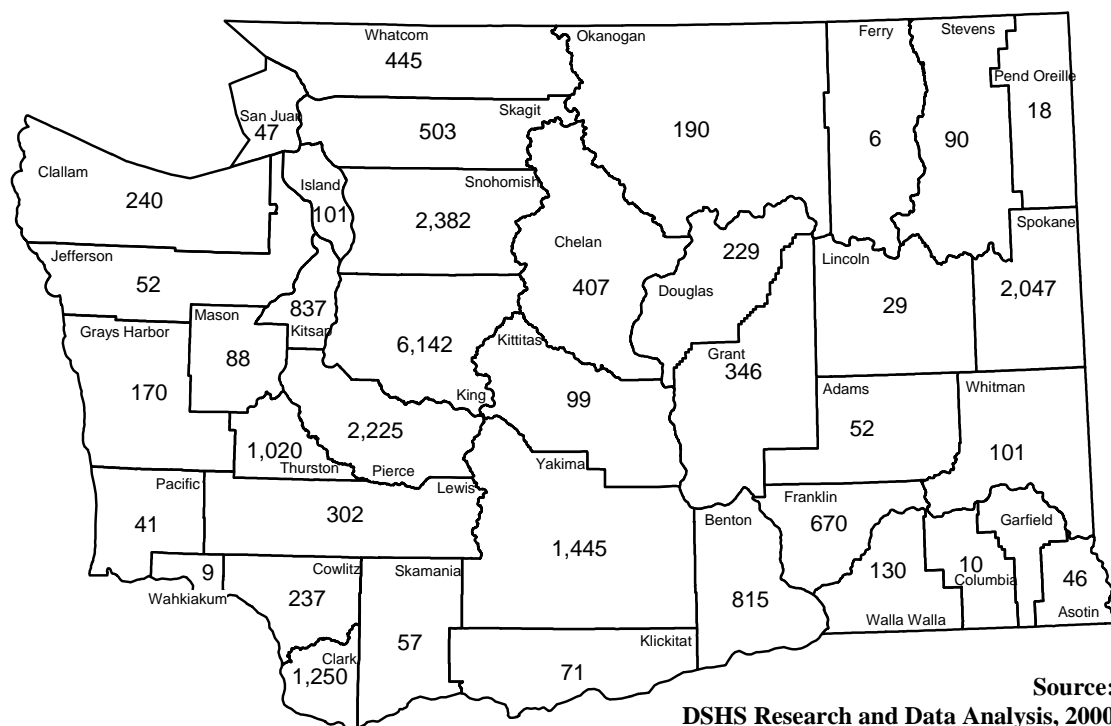 Whatcom
445
Okanogan
190
Ferry
6
Stevens
90
Pend Oreille
18
San Juan
47
Skagit
503
Clallam
240
Island
101
Snohomish
2,382
Chelan
407
229
Douglas
Lincoln
29
Spokane
2,047
Jefferson
52
837
Kitsap
Mason
88
Grays Harbor
170
6,142
King
Kittitas
99
Grant
346
Adams
52
Whitman
101
1,020
Thurston
2,225
Pierce
Yakima
1,445
Lewis
302
Pacific
41
9
Wahkiakum
Cowlitz
237
Skamania
57
Clark
1,250
Klickitat
71
Benton
815
Franklin
670
130
Walla Walla
10
Columbia
Garfield
46
Asotin
Source:
DSHS Research and Data Analysis, 2000